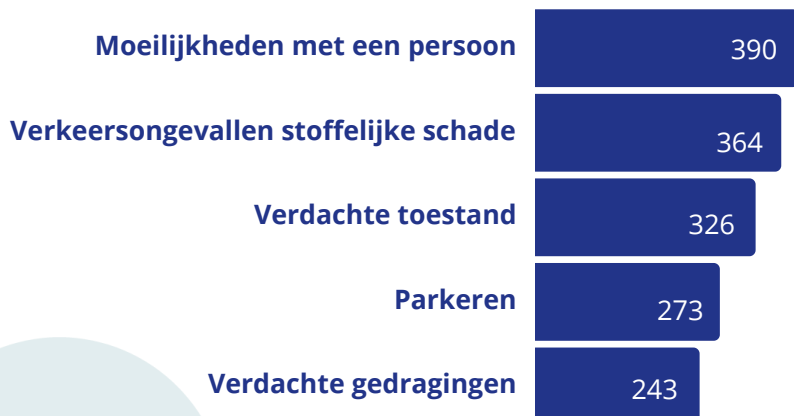 Moeilijkheden met een persoon 390
Verkeersongevallen stoffelijke schade 364
Verdachte toestand 326
Parkeren 273
Verdachte gedragingen 243